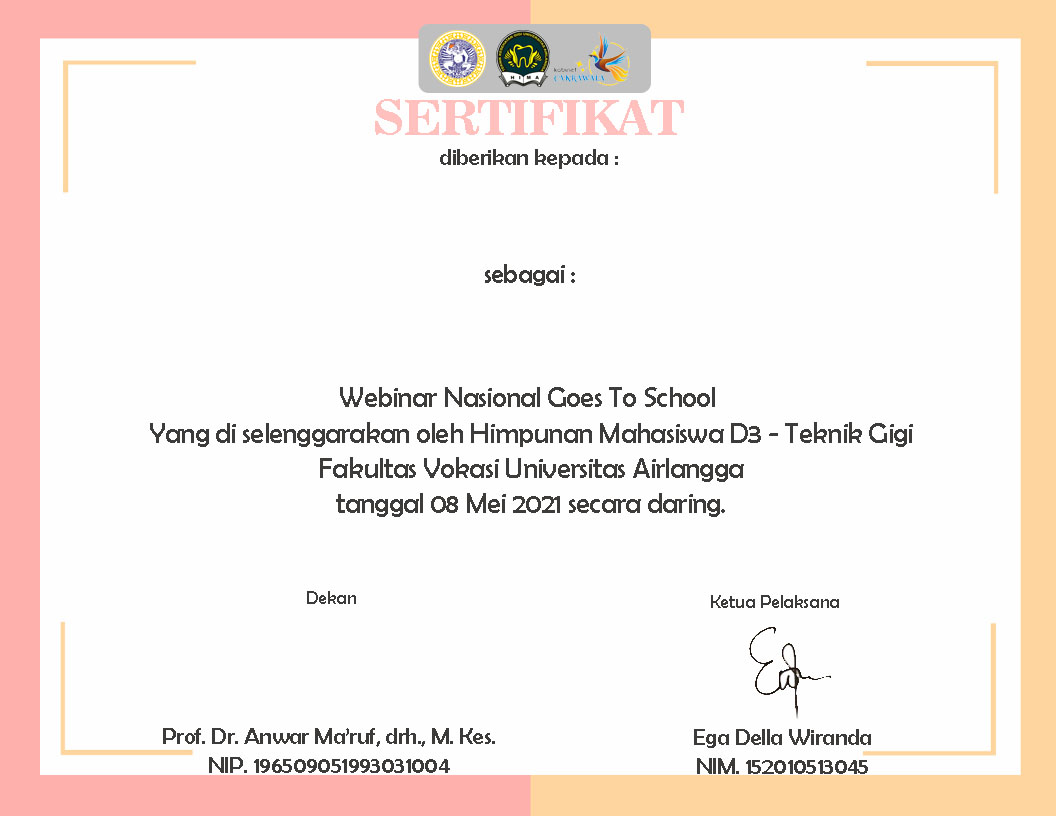 HIMA
kabinet
CAKRAWALA
SERTIFIKAT
diberikan kepada :
sebagai :
Webinar Nasional Goes To School
Yang di selenggarakan oleh Himpunan Mahasiswa D3 - Teknik Gigi
Fakultas Vokasi Universitas Airlangga
tanggal 08 Mei 2021 secara daring.
Dekan
Ketua Pelaksana
Prof. Dr. Anwar Ma'ruf, drh., M. Kes.
NIP. 196509051993031004
Ega Della Wiranda
NIM. 152010513045